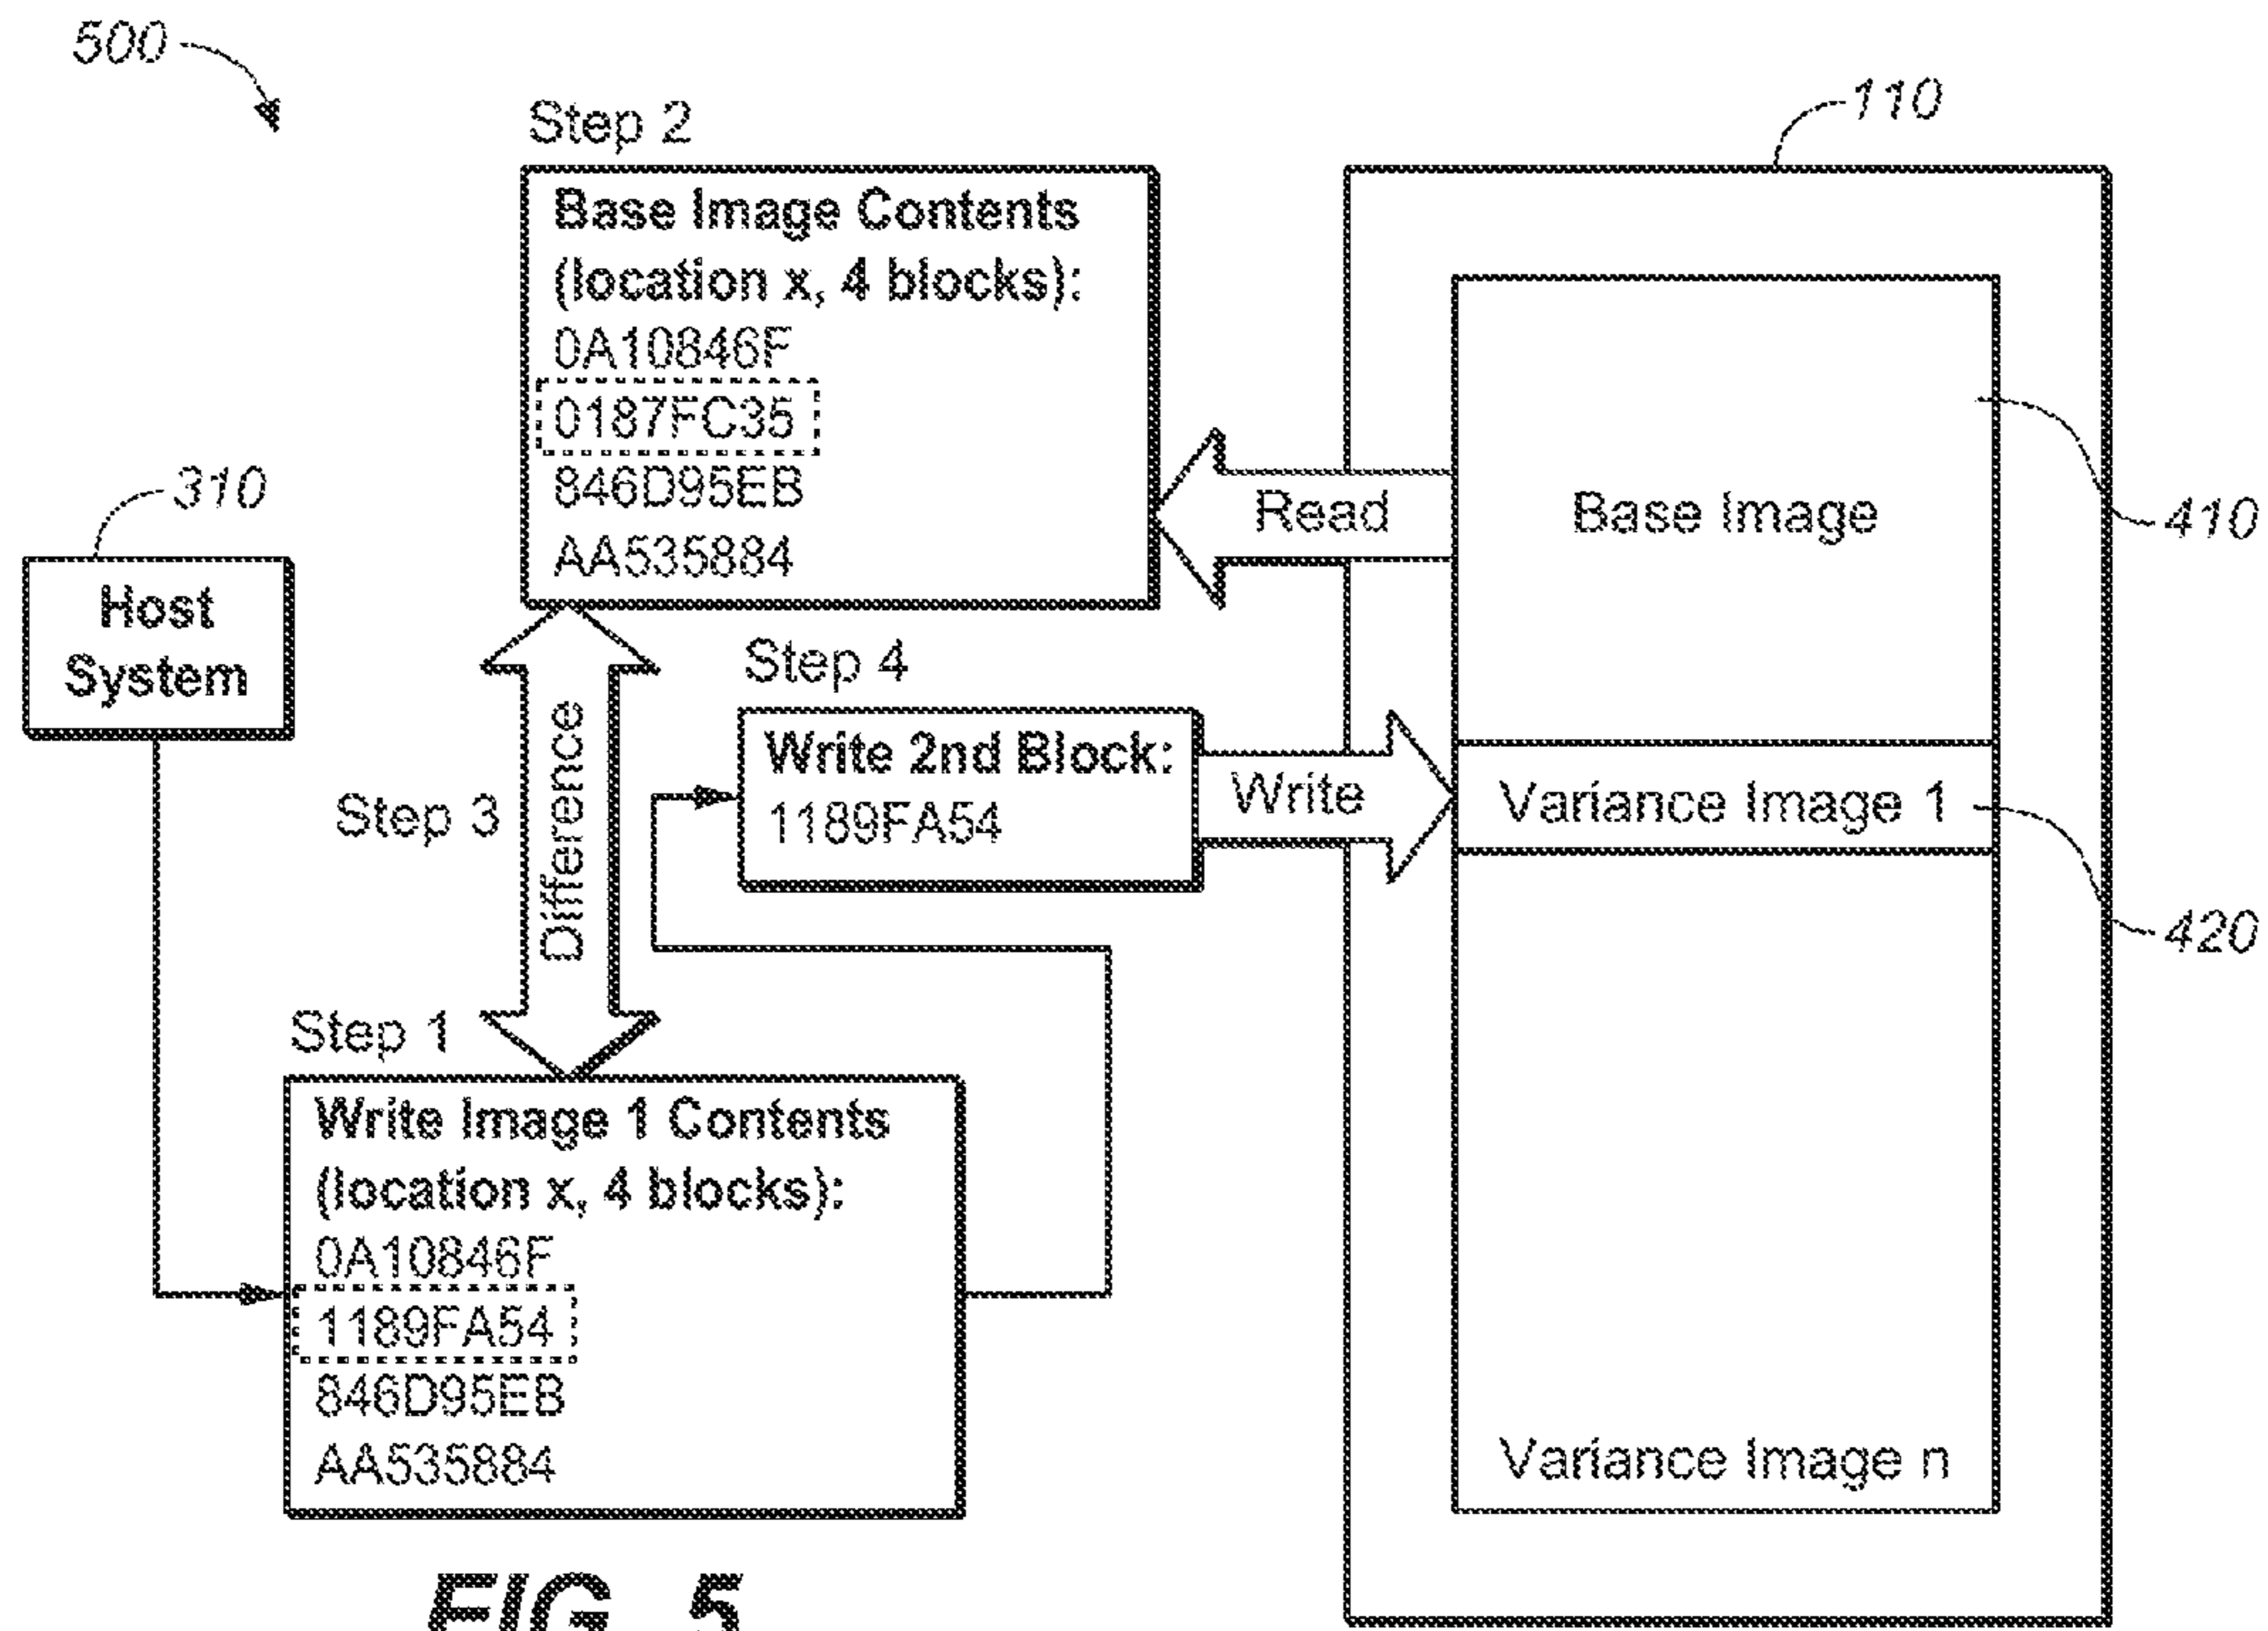 500
110
Step 2
Base Image Contents
(location x, 4 blocks):
0A10846F
0187FC35
846D95EB
AA535884
Read
Base Image
410
310
Host
System
Step 4
Write 2nd Block:
1189FA54
Write
Variance Image 1
420
Step 3
Difference
Step 1
Write Image 1 Contents
(location x, 4 blocks):
0A10846F
1189FA54
846D95EB
AA535884
Variance Image n
FIG. 5